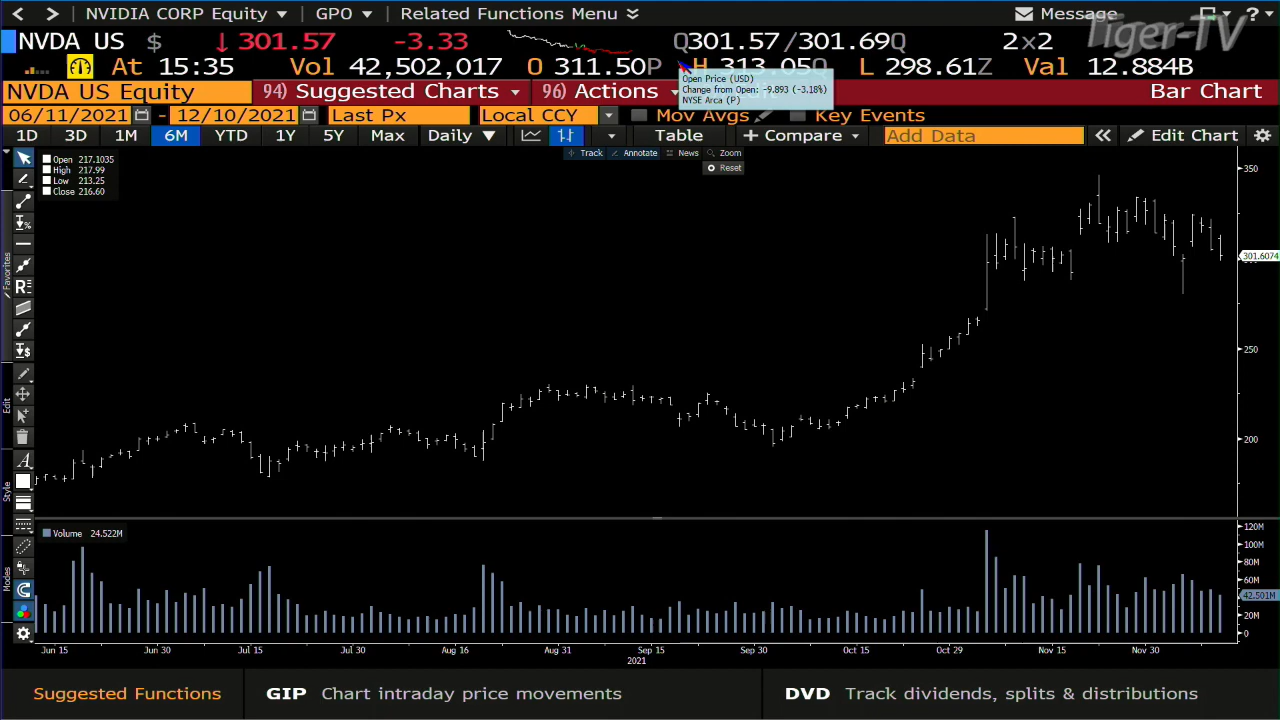 NVIDIA CORP Equity GPO Related Functions Menu Message ?
Tiger-TV
NVDA US $ ↓301.57 -3.33 Q301.57/301.69Q 2x2
At 15:35 Vol 42,502,017 O 311.50P H 313.05Q L 298.61Z Val 12.884B
Open Price (USD)
Change from Open: -9.893 (-3.18%)
NYSE Arca (P)
NVDA US Equity 94) Suggested Charts 96) Actions Bar Chart
06/11/2021 - 12/10/2021 Last Px Local CCY Mov Avgs Key Events
1D 3D 1M 6M YTD 1Y 5Y Max Daily ▼ Table + Compare Add Data « Edit Chart
Track Annotate News Zoom
Reset
Open 217.1035
High 217.99
Low 213.25
Close 216.60
350
301.6074
250
200
Favorites
Edit
Style
Modes
Volume 24.522M
120M
100M
80M
60M
42.501M
20M
0
Jun 15 Jun 30 Jul 15 Jul 30 Aug 16 Aug 31 Sep 15 Sep 30 Oct 15 Oct 29 Nov 15 Nov 30
2021
Suggested Functions GIP Chart intraday price movements DVD Track dividends, splits & distributions